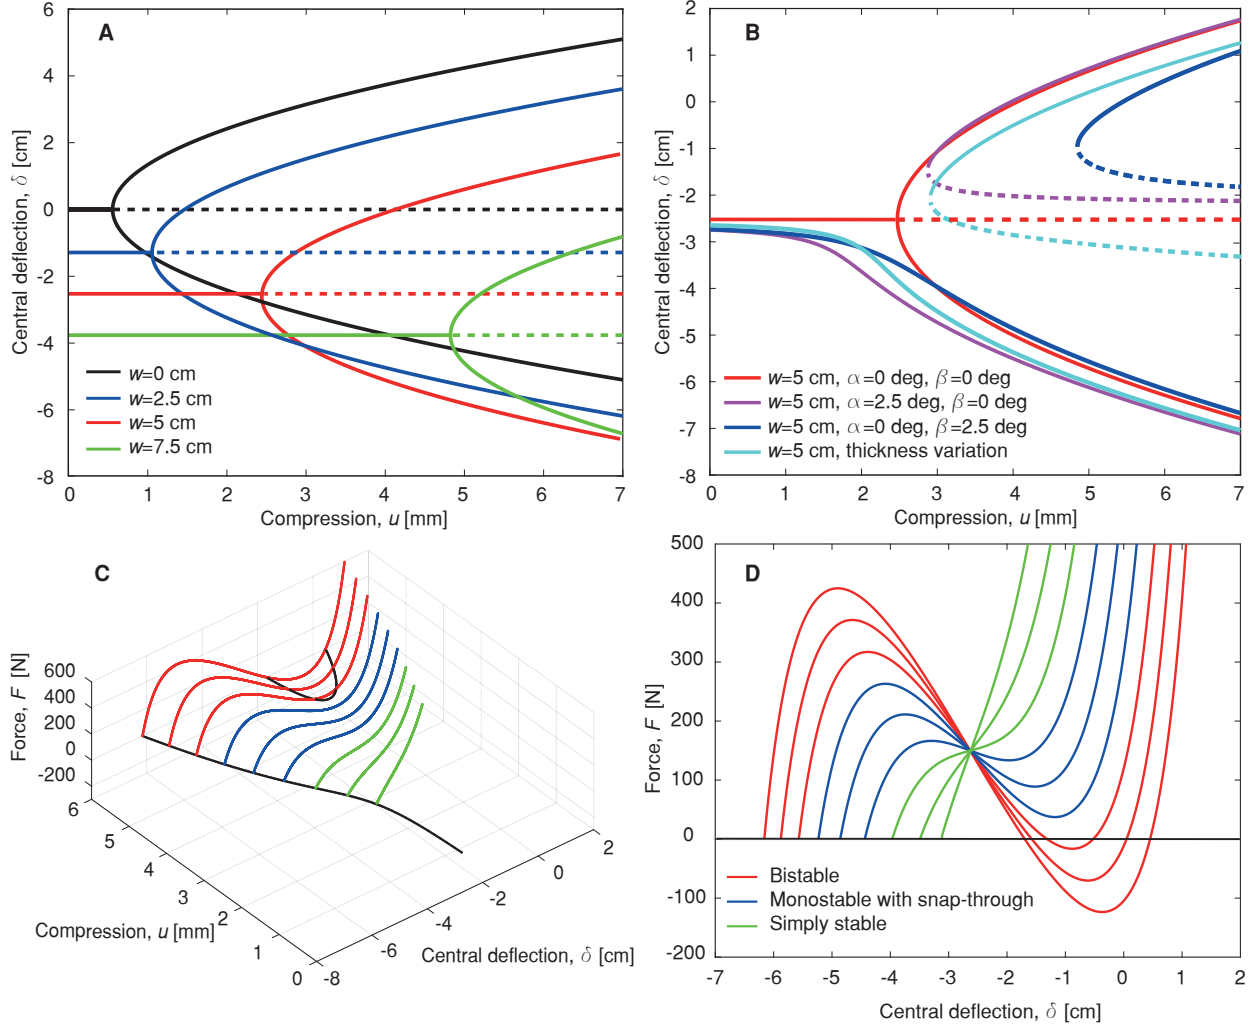 A
Central deflection, δ [cm]
6
4
2
0
-2
-4
-6
-8
0 1 2 3 4 5 6 7
Compression, u [mm]
w=0 cm
w=2.5 cm
w=5 cm
w=7.5 cm
B
Central deflection, δ [cm]
2
1
0
-1
-2
-3
-4
-5
-6
-7
-8
0 1 2 3 4 5 6 7
Compression, u [mm]
w=5 cm, α=0 deg, β=0 deg
w=5 cm, α=2.5 deg, β=0 deg
w=5 cm, α=0 deg, β=2.5 deg
w=5 cm, thickness variation
C
Force, F [N]
600
400
200
0
-200
6
5
4
3
2
1
0
Compression, u [mm]
-8
-6
-4
-2
0
2
Central deflection, δ [cm]
D
Force, F [N]
500
400
300
200
100
0
-100
-200
Bistable
Monostable with snap-through
Simply stable
-7 -6 -5 -4 -3 -2 -1 0 1 2
Central deflection, δ [cm]